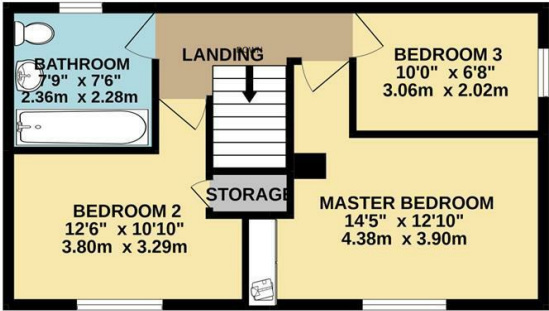 BATHROOM
7'9" x 7'6"
2.36m x 2.28m
LANDING
DOWN
BEDROOM 3
10'0" x 6'8"
3.06m x 2.02m
STORAGE
BEDROOM 2
12'6" x 10'10"
3.80m x 3.29m
MASTER BEDROOM
14'5" x 12'10"
4.38m x 3.90m